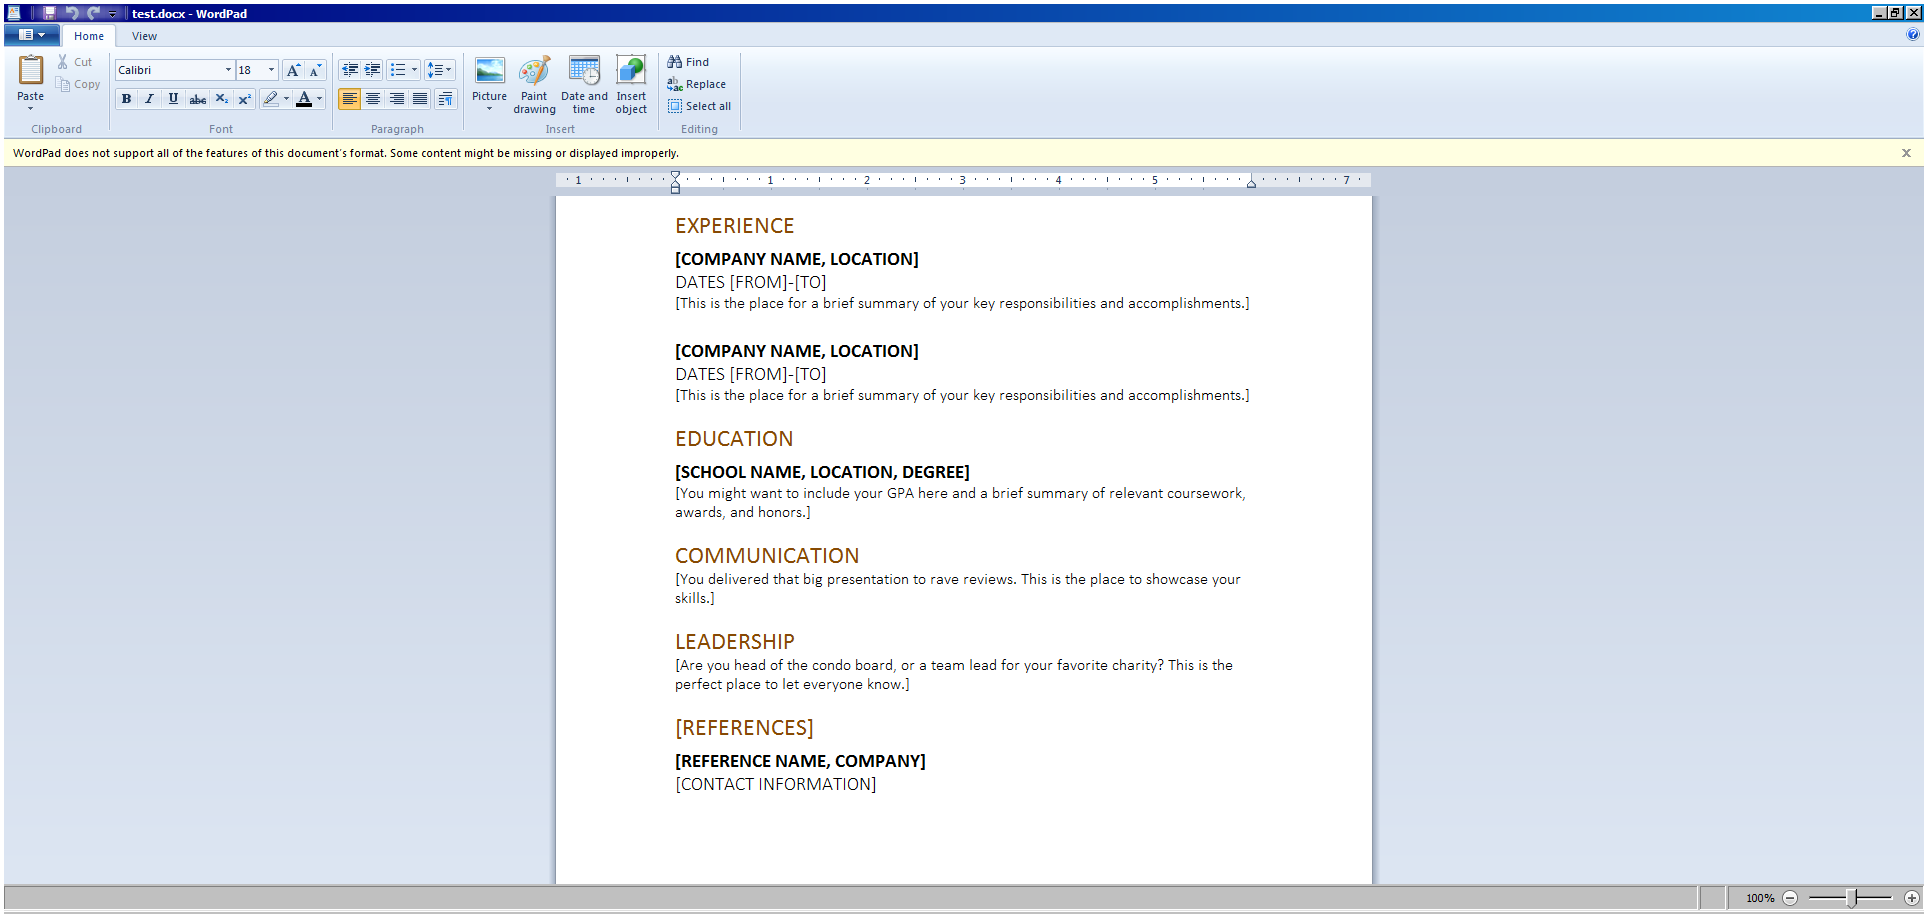 test.docx - WordPad
Home View
Paste
Cut
Copy
Clipboard
Calibri 18
B I U abc X₂ X²
Font
Paragraph
Picture
Paint drawing
Date and time
Insert object
Insert
Find
Replace
Select all
Editing
WordPad does not support all of the features of this document's format. Some content might be missing or displayed improperly.
1 1 2 3 4 5 7
EXPERIENCE
[COMPANY NAME, LOCATION]
DATES [FROM]-[TO]
[This is the place for a brief summary of your key responsibilities and accomplishments.]
[COMPANY NAME, LOCATION]
DATES [FROM]-[TO]
[This is the place for a brief summary of your key responsibilities and accomplishments.]
EDUCATION
[SCHOOL NAME, LOCATION, DEGREE]
[You might want to include your GPA here and a brief summary of relevant coursework,
awards, and honors.]
COMMUNICATION
[You delivered that big presentation to rave reviews. This is the place to showcase your
skills.]
LEADERSHIP
[Are you head of the condo board, or a team lead for your favorite charity? This is the
perfect place to let everyone know.]
[REFERENCES]
[REFERENCE NAME, COMPANY]
[CONTACT INFORMATION]
100%